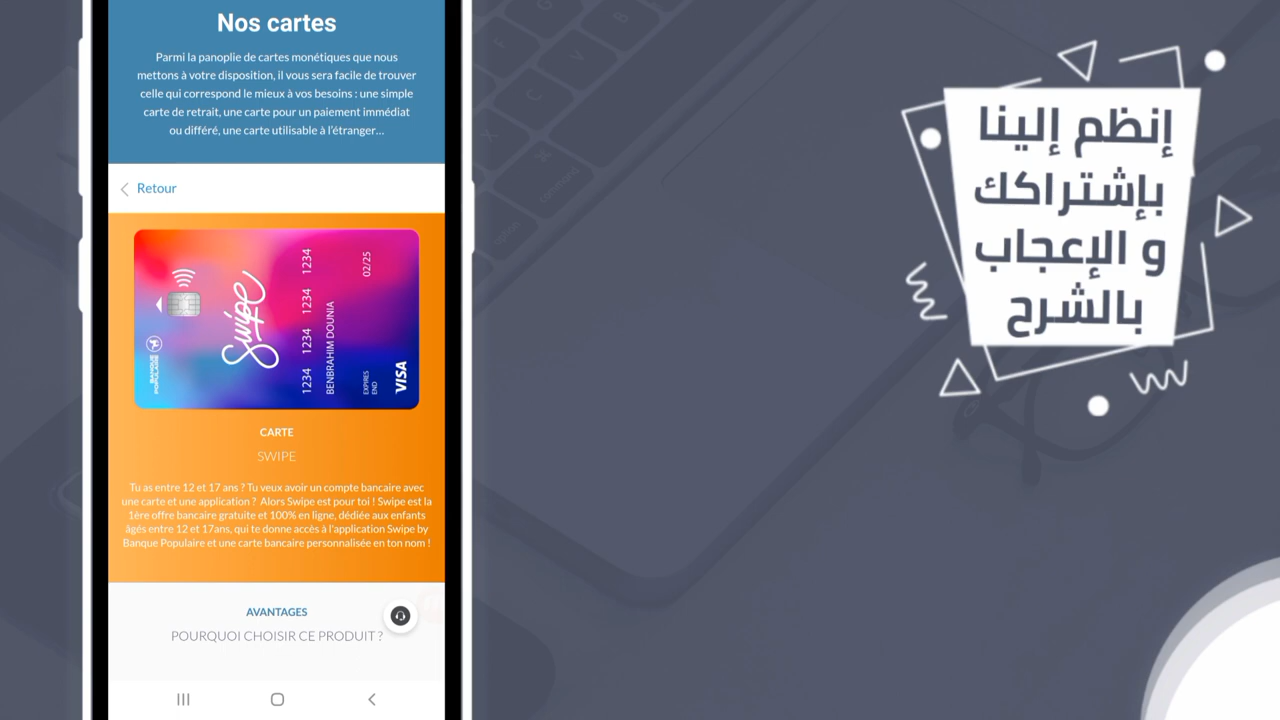 Nos cartes
Parmi la panoplie de cartes monétiques que nous
mettons à votre disposition, il vous sera facile de trouver
celle qui correspond le mieux à vos besoins : une simple
carte de retrait, une carte pour un paiement immédiat
ou différé, une carte utilisable à l'étranger...
Retour
BANQUE
POPULAIRE
Swipe
1234 1234 1234 1234
BENBRAHIM DOUNIA
EXPIRES
END
02/25
VISA
CARTE
SWIPE
Tu as entre 12 et 17 ans ? Tu veux avoir un compte bancaire avec
une carte et une application ? Alors Swipe est pour toi ! Swipe est la
1ère offre bancaire gratuite et 100% en ligne, dédiée aux enfants
âgés entre 12 et 17ans, qui te donne accès à l'application Swipe by
Banque Populaire et une carte bancaire personnalisée en ton nom !
AVANTAGES
POURQUOI CHOISIR CE PRODUIT ?
إنظم إلينا
بإشتراكك
و الإعجاب
بالشرح